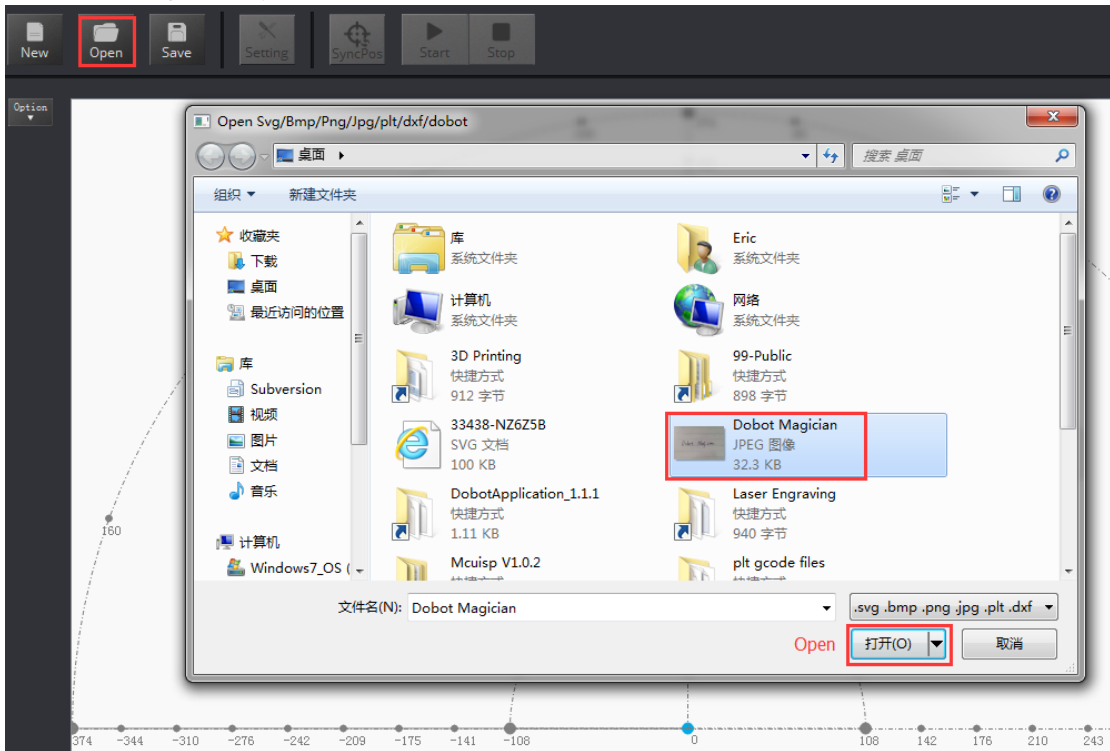 New Open Save Setting SyncPos Start Stop
Option
Open Svg/Bmp/Png/Jpg/plt/dxf/dobot
桌面
搜索 桌面
组织 新建文件夹
收藏夹
下载
桌面
最近访问的位置
库
Subversion
视频
图片
文档
音乐
计算机
Windows7_OS (
库
系统文件夹
Eric
系统文件夹
计算机
系统文件夹
网络
系统文件夹
3D Printing
快捷方式
912 字节
99-Public
快捷方式
898 字节
33438-NZ6Z5B
SVG 文档
100 KB
Dobot Magician
JPEG 图像
32.3 KB
DobotApplication_1.1.1
快捷方式
1.11 KB
Laser Engraving
快捷方式
940 字节
Mcuisp V1.0.2
plt gcode files
文件名(N): Dobot Magician .svg .bmp .png .jpg .plt .dxf
Open 打开(O) 取消
160
374 -344 -310 -276 -242 -209 -175 -141 -108 0 108 142 176 210 243